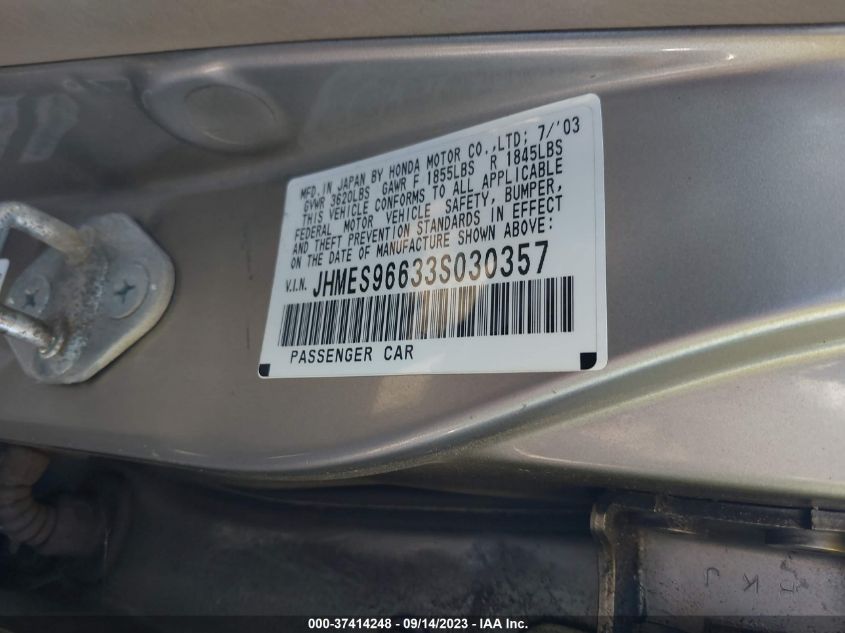 MFD. IN JAPAN BY HONDA MOTOR CO.,LTD; 7/'03
GVWR 3620LBS GAWR F 1855LBS R 1845LBS
THIS VEHICLE CONFORMS TO ALL APPLICABLE
FEDERAL MOTOR VEHICLE SAFETY, BUMPER,
AND THEFT PREVENTION STANDARDS IN EFFECT
ON THE DATE OF MANUFACTURE SHOWN ABOVE:
V.I.N. JHMES96633S030357
PASSENGER CAR
000-37414248 - 09/14/2023 - IAA Inc.